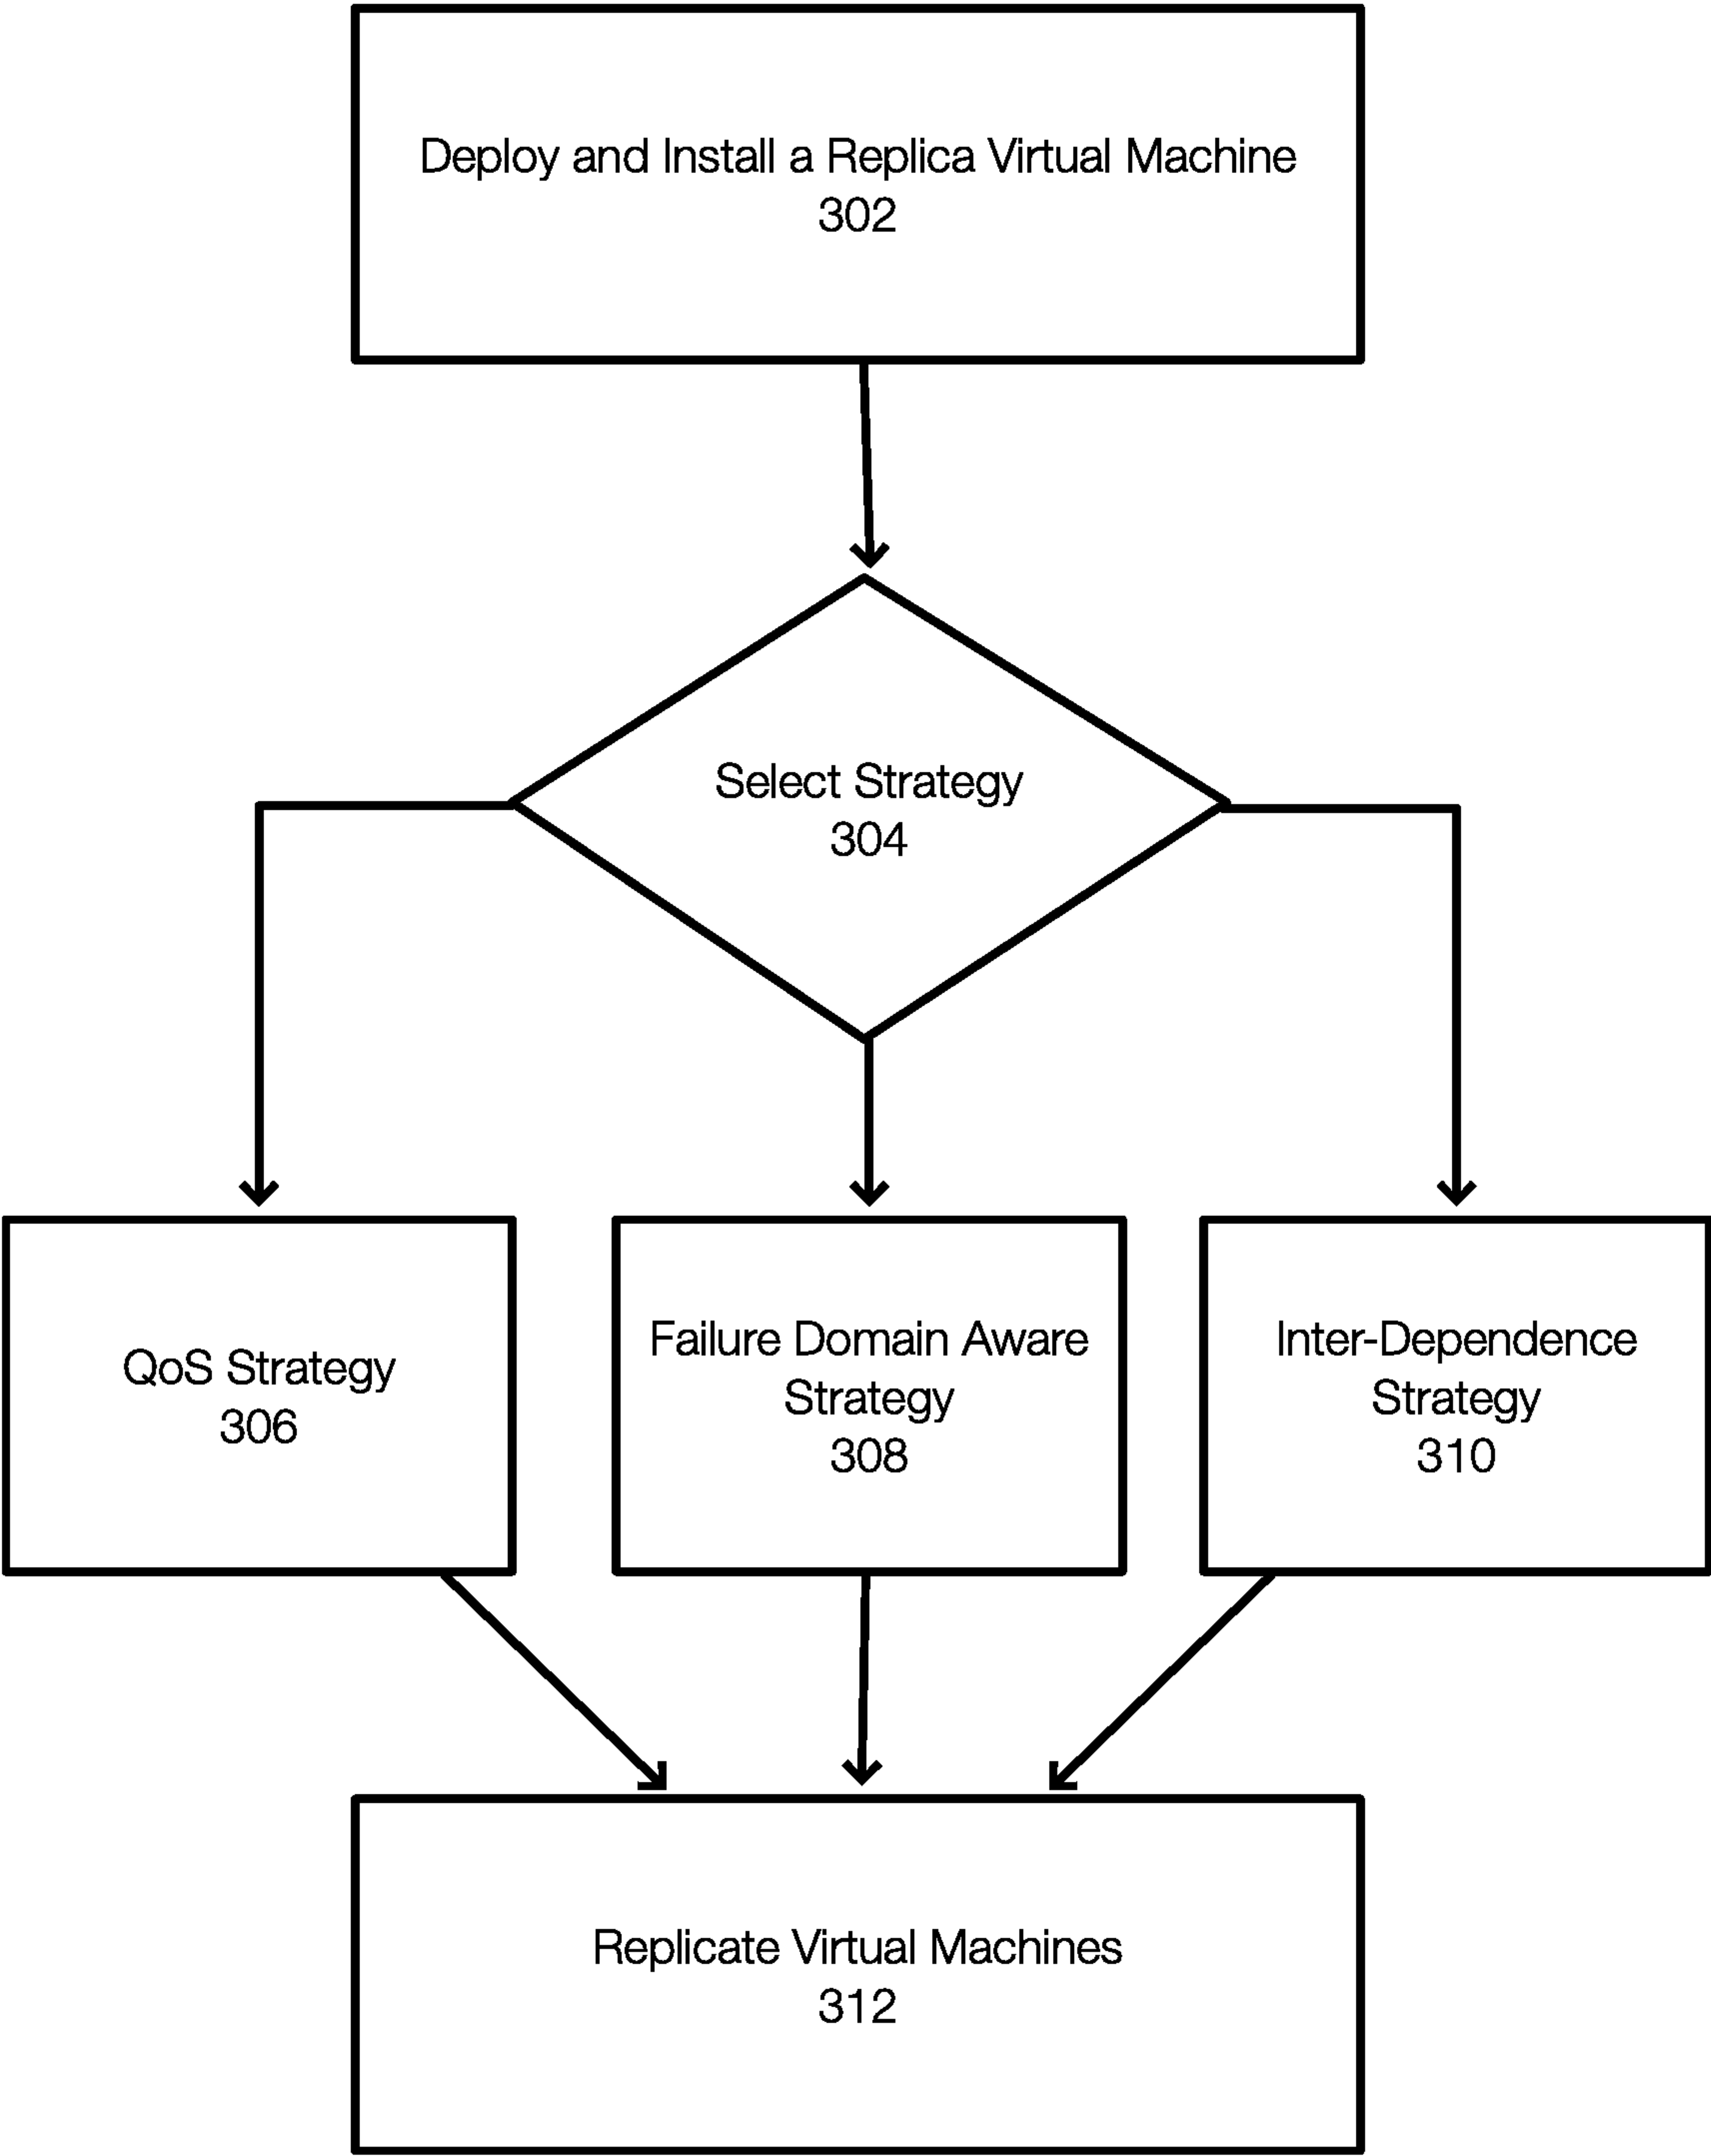 Deploy and Install a Replica Virtual Machine
302
Select Strategy
304
QoS Strategy
306
Failure Domain Aware
Strategy
308
Inter-Dependence
Strategy
310
Replicate Virtual Machines
312